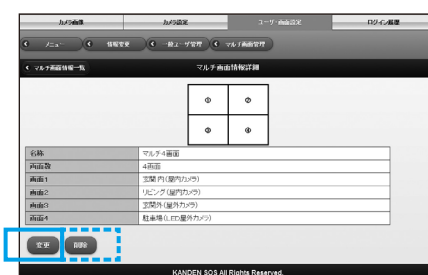 カメラ画像 カメラ設定 ユーザ・画面設定 ログイン履歴
メニュー 情報変更 一般ユーザ管理 マルチ画面管理
マルチ画面情報一覧 マルチ画面情報詳細
① ②
③ ④
名称 マルチ4画面
画面数 4画面
画面1 玄関内(屋内カメラ)
画面2 リビング(屋内カメラ)
画面3 玄関外(屋外カメラ)
画面4 駐車場(LED屋外カメラ)
変更 削除
KANDEN SOS All Rights Reserved.